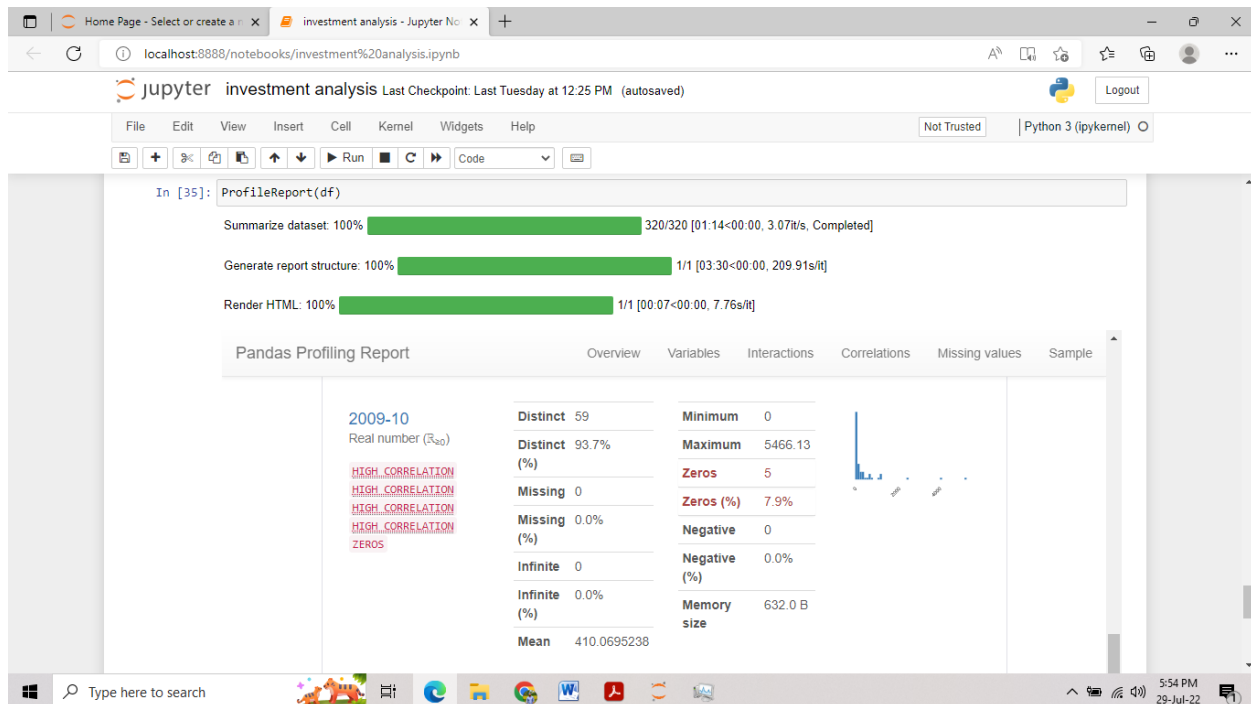 Home Page - Select or create a n
investment analysis - Jupyter No
localhost:8888/notebooks/investment%20analysis.ipynb
jupyter investment analysis Last Checkpoint: Last Tuesday at 12:25 PM (autosaved)
Logout
File Edit View Insert Cell Kernel Widgets Help
Not Trusted
Python 3 (ipykernel)
Run
Code
In [35]: ProfileReport(df)
Summarize dataset: 100% 320/320 [01:14<00:00, 3.07it/s, Completed]
Generate report structure: 100% 1/1 [03:30<00:00, 209.91s/it]
Render HTML: 100% 1/1 [00:07<00:00, 7.76s/it]
Pandas Profiling Report Overview Variables Interactions Correlations Missing values Sample
2009-10
Real number (ℝ≥0)
HIGH CORRELATION
HIGH CORRELATION
HIGH CORRELATION
HIGH CORRELATION
ZEROS
Distinct 59
Distinct (%) 93.7%
Missing 0
Missing (%) 0.0%
Infinite 0
Infinite (%) 0.0%
Mean 410.0695238
Minimum 0
Maximum 5466.13
Zeros 5
Zeros (%) 7.9%
Negative 0
Negative (%) 0.0%
Memory size 632.0 B
0 2000 4000
Type here to search
5:54 PM
29-Jul-22